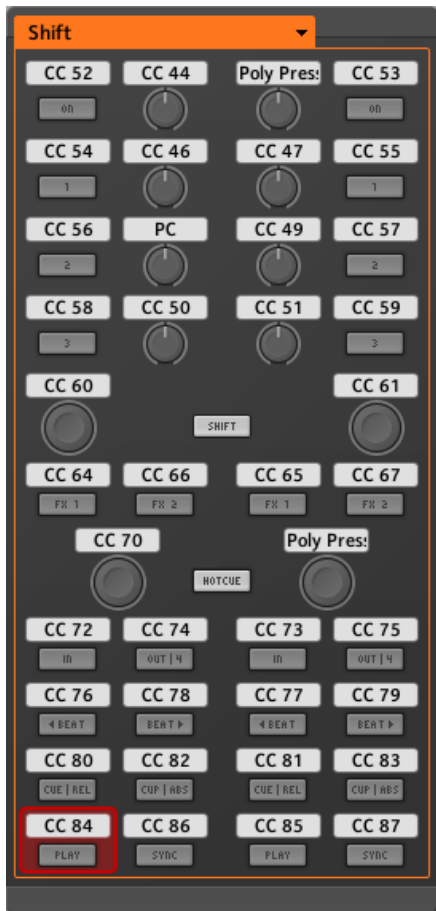 Shift
CC 52 CC 44 Poly Press CC 53
ON ON
CC 54 CC 46 CC 47 CC 55
1 1
CC 56 PC CC 49 CC 57
2 2
CC 58 CC 50 CC 51 CC 59
3 3
CC 60 CC 61
SHIFT
CC 64 CC 66 CC 65 CC 67
FX 1 FX 2 FX 1 FX 2
CC 70 Poly Press
HOTCUE
CC 72 CC 74 CC 73 CC 75
IN OUT | 4 IN OUT | 4
CC 76 CC 78 CC 77 CC 79
◀ BEAT BEAT ▶ ◀ BEAT BEAT ▶
CC 80 CC 82 CC 81 CC 83
CUE | REL CUP | ABS CUE | REL CUP | ABS
CC 84 CC 86 CC 85 CC 87
PLAY SYNC PLAY SYNC